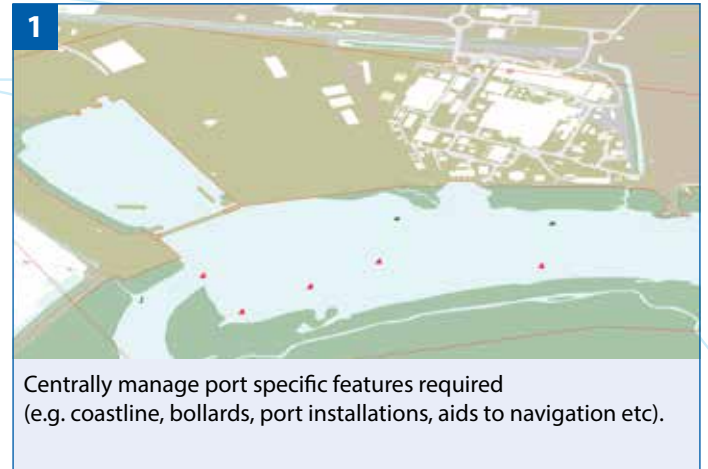 1
Centrally manage port specific features required
(e.g. coastline, bollards, port installations, aids to navigation etc).